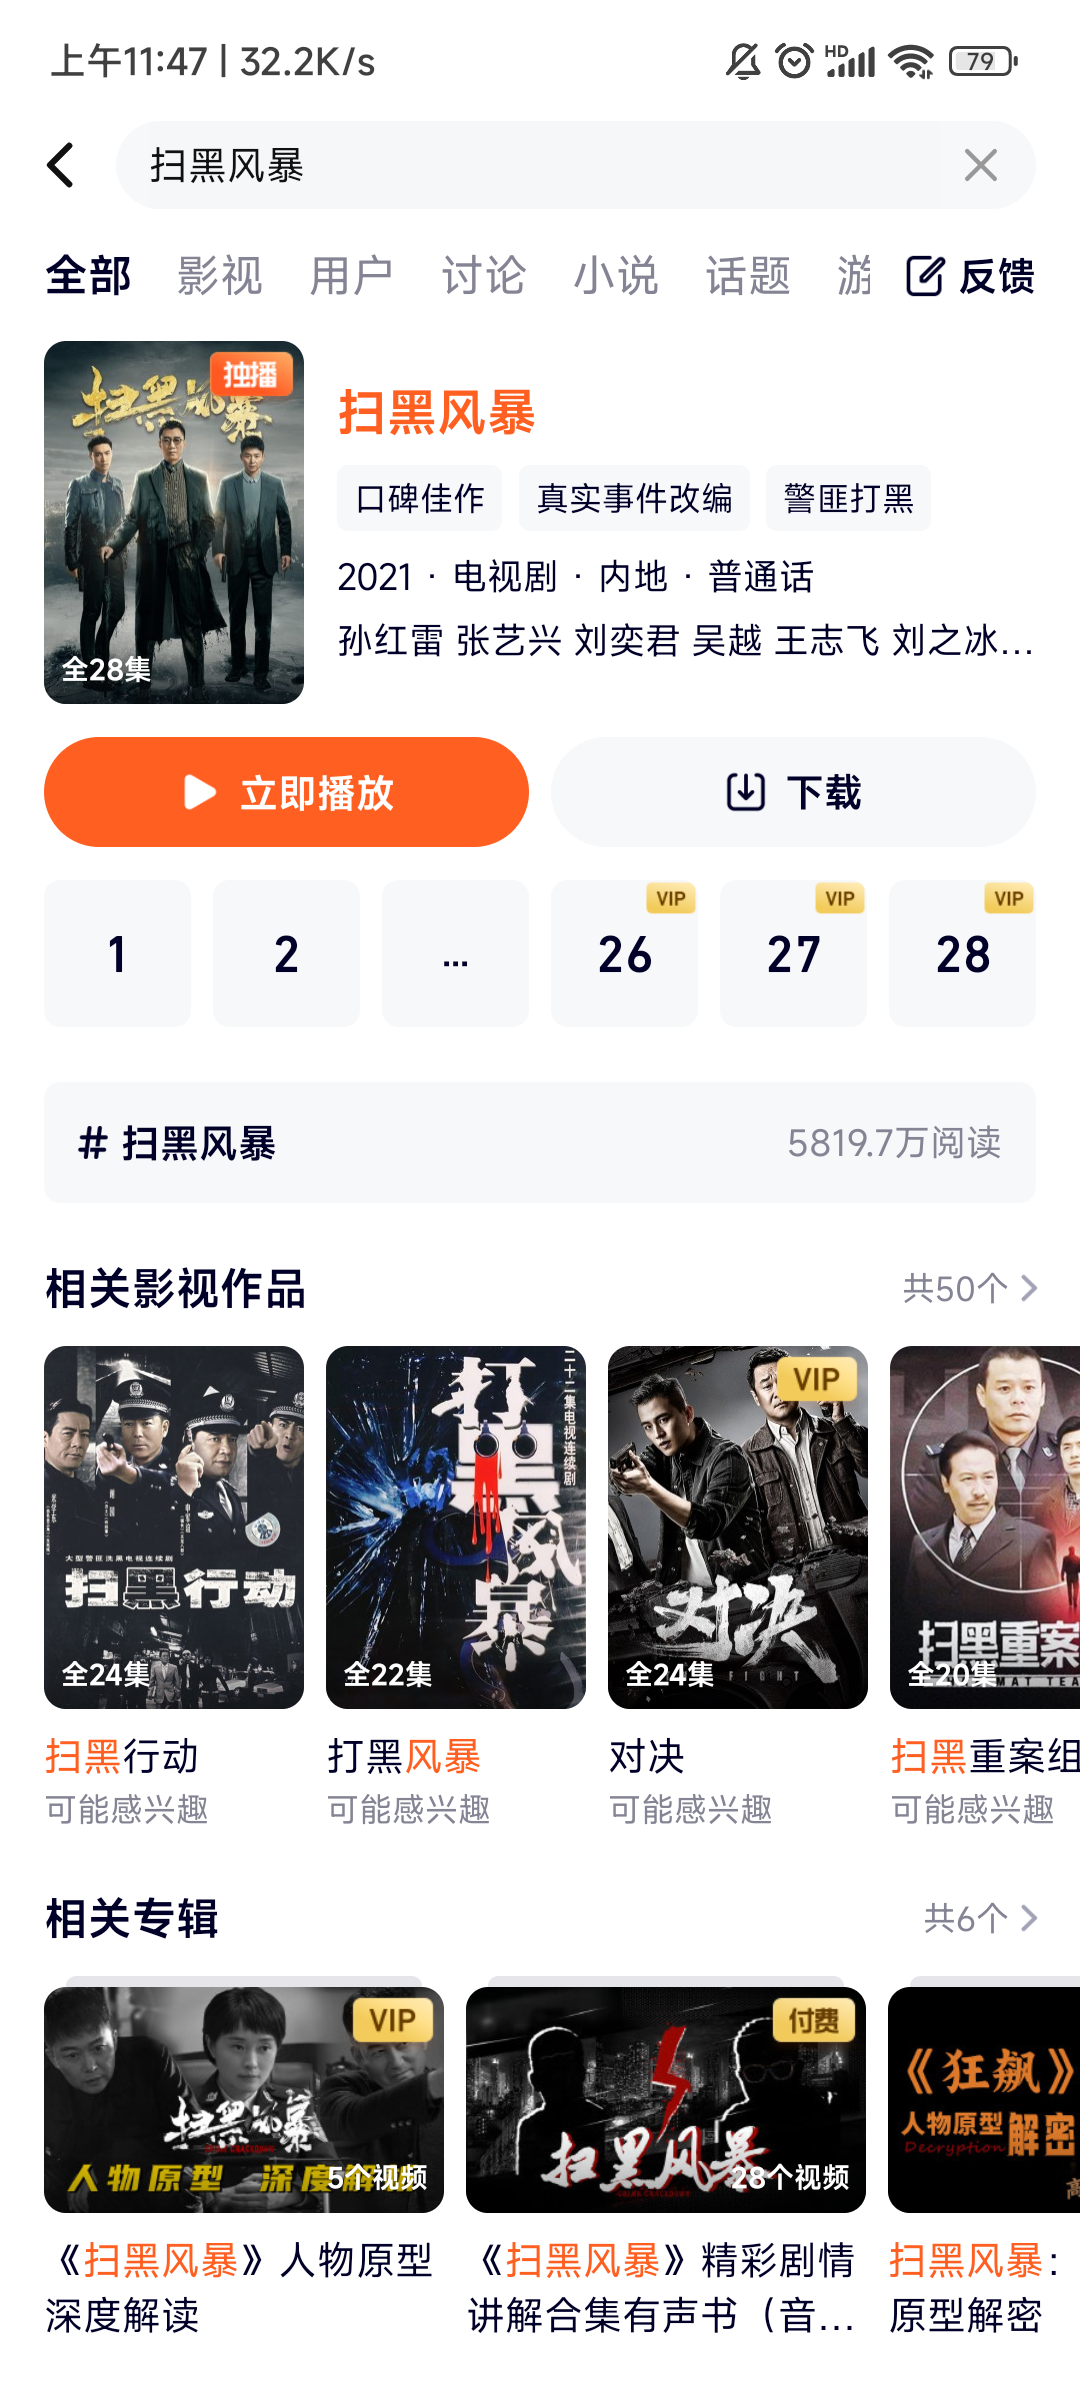 上午11:47 | 32.2K/s
HD
79
扫黑风暴
全部 影视 用户 讨论 小说 话题 游 反馈
扫黑风暴
独播
全28集
扫黑风暴
口碑佳作 真实事件改编 警匪打黑
2021 · 电视剧 · 内地 · 普通话
孙红雷 张艺兴 刘奕君 吴越 王志飞 刘之冰...
立即播放 下载
1 2 ... 26 27 28
VIP VIP VIP
# 扫黑风暴 5819.7万阅读
相关影视作品 共50个
大型警匪洗黑电视连续剧
扫黑行动
全24集
二十二集电视连续剧
打黑风暴
全22集
VIP
对决
FIGHT
全24集
扫黑重案
全20集
扫黑行动 打黑风暴 对决 扫黑重案组
可能感兴趣 可能感兴趣 可能感兴趣 可能感兴趣
相关专辑 共6个
VIP
扫黑风暴
人物原型 深度解
5个视频
付费
扫黑风暴
28个视频
《狂飙》
人物原型解密
Decryption
《扫黑风暴》人物原型
深度解读
《扫黑风暴》精彩剧情
讲解合集有声书（音...
扫黑风暴：
原型解密